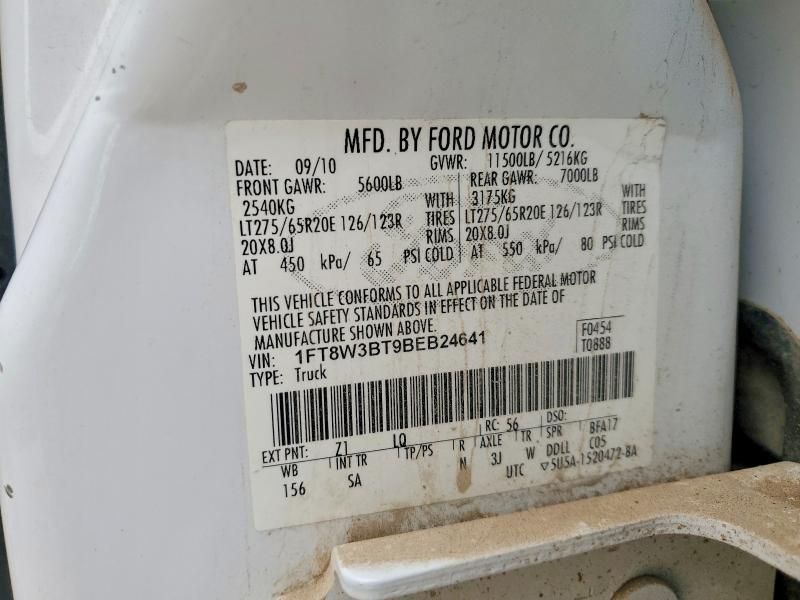 MFD. BY FORD MOTOR CO.
DATE: 09/10 GVWR: 11500LB/ 5216KG
FRONT GAWR: 5600LB REAR GAWR: 7000LB
2540KG WITH 3175KG WITH
LT275/65R20E 126/123R TIRES LT275/65R20E 126/123R TIRES
20X8.0J RIMS 20X8.0J RIMS
AT 450 kPa/ 65 PSI COLD AT 550 kPa/ 80 PSI COLD
THIS VEHICLE CONFORMS TO ALL APPLICABLE FEDERAL MOTOR
VEHICLE SAFETY STANDARDS IN EFFECT ON THE DATE OF
MANUFACTURE SHOWN ABOVE.
VIN: 1FT8W3BT9BEB24641 F0454
TYPE: Truck T0888
EXT PNT: Z1 LQ RC: 56 DSO:
WB INT TR TP/PS R AXLE TR SPR BFA17
156 SA N 3J W DDLL C05
UTC ▽5U5A-1520472-BA